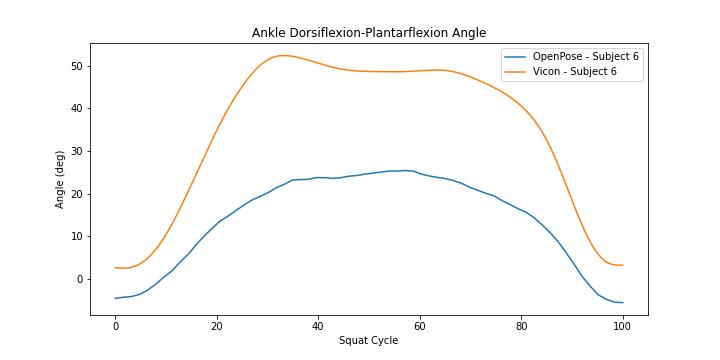 Ankle Dorsiflexion-Plantarflexion Angle
OpenPose - Subject 6
Vicon - Subject 6
Angle (deg)
50
40
30
20
10
0
0 20 40 60 80 100
Squat Cycle